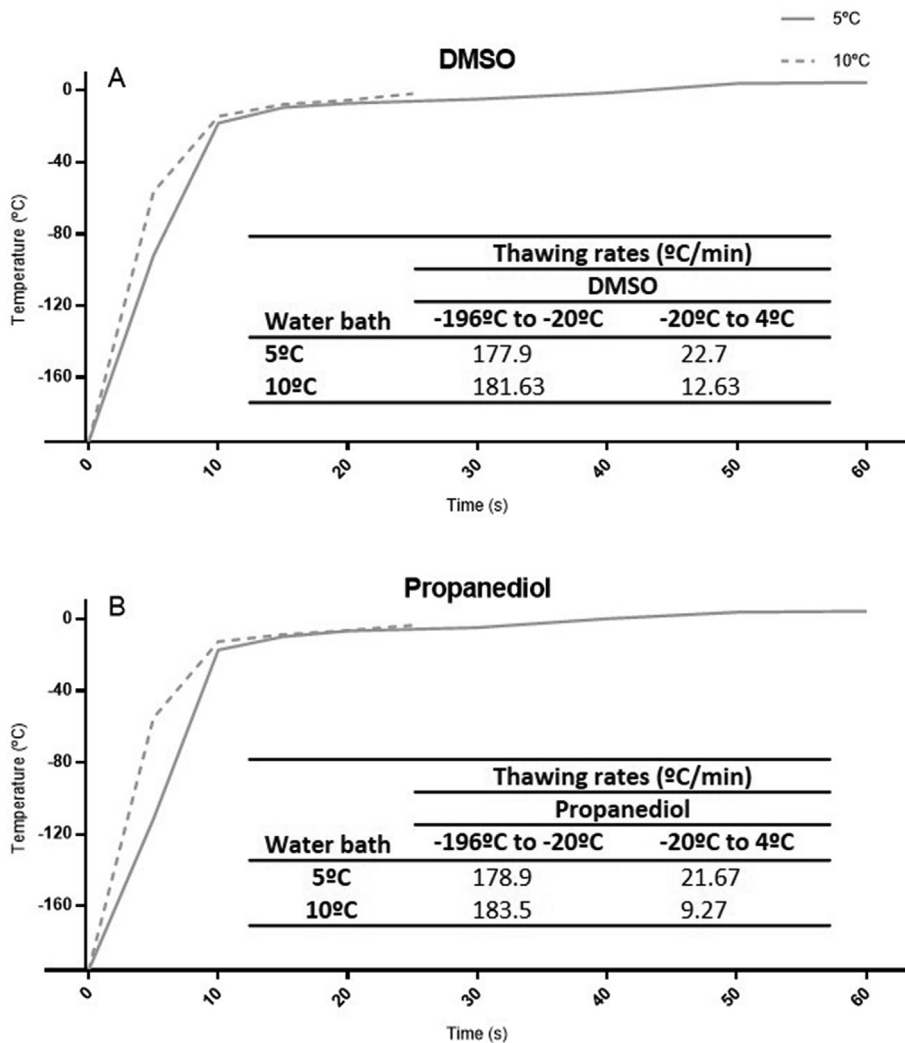 5ºC
10ºC
A
DMSO
0
-40
-80
-120
-160
Temperature (ºC)
Thawing rates (ºC/min)
DMSO
Water bath -196ºC to -20ºC -20ºC to 4ºC
5ºC 177.9 22.7
10ºC 181.63 12.63
0 10 20 30 40 50 60
Time (s)
B
Propanediol
0
-40
-80
-120
-160
Temperature (ºC)
Thawing rates (ºC/min)
Propanediol
Water bath -196ºC to -20ºC -20ºC to 4ºC
5ºC 178.9 21.67
10ºC 183.5 9.27
0 10 20 30 40 50 60
Time (s)